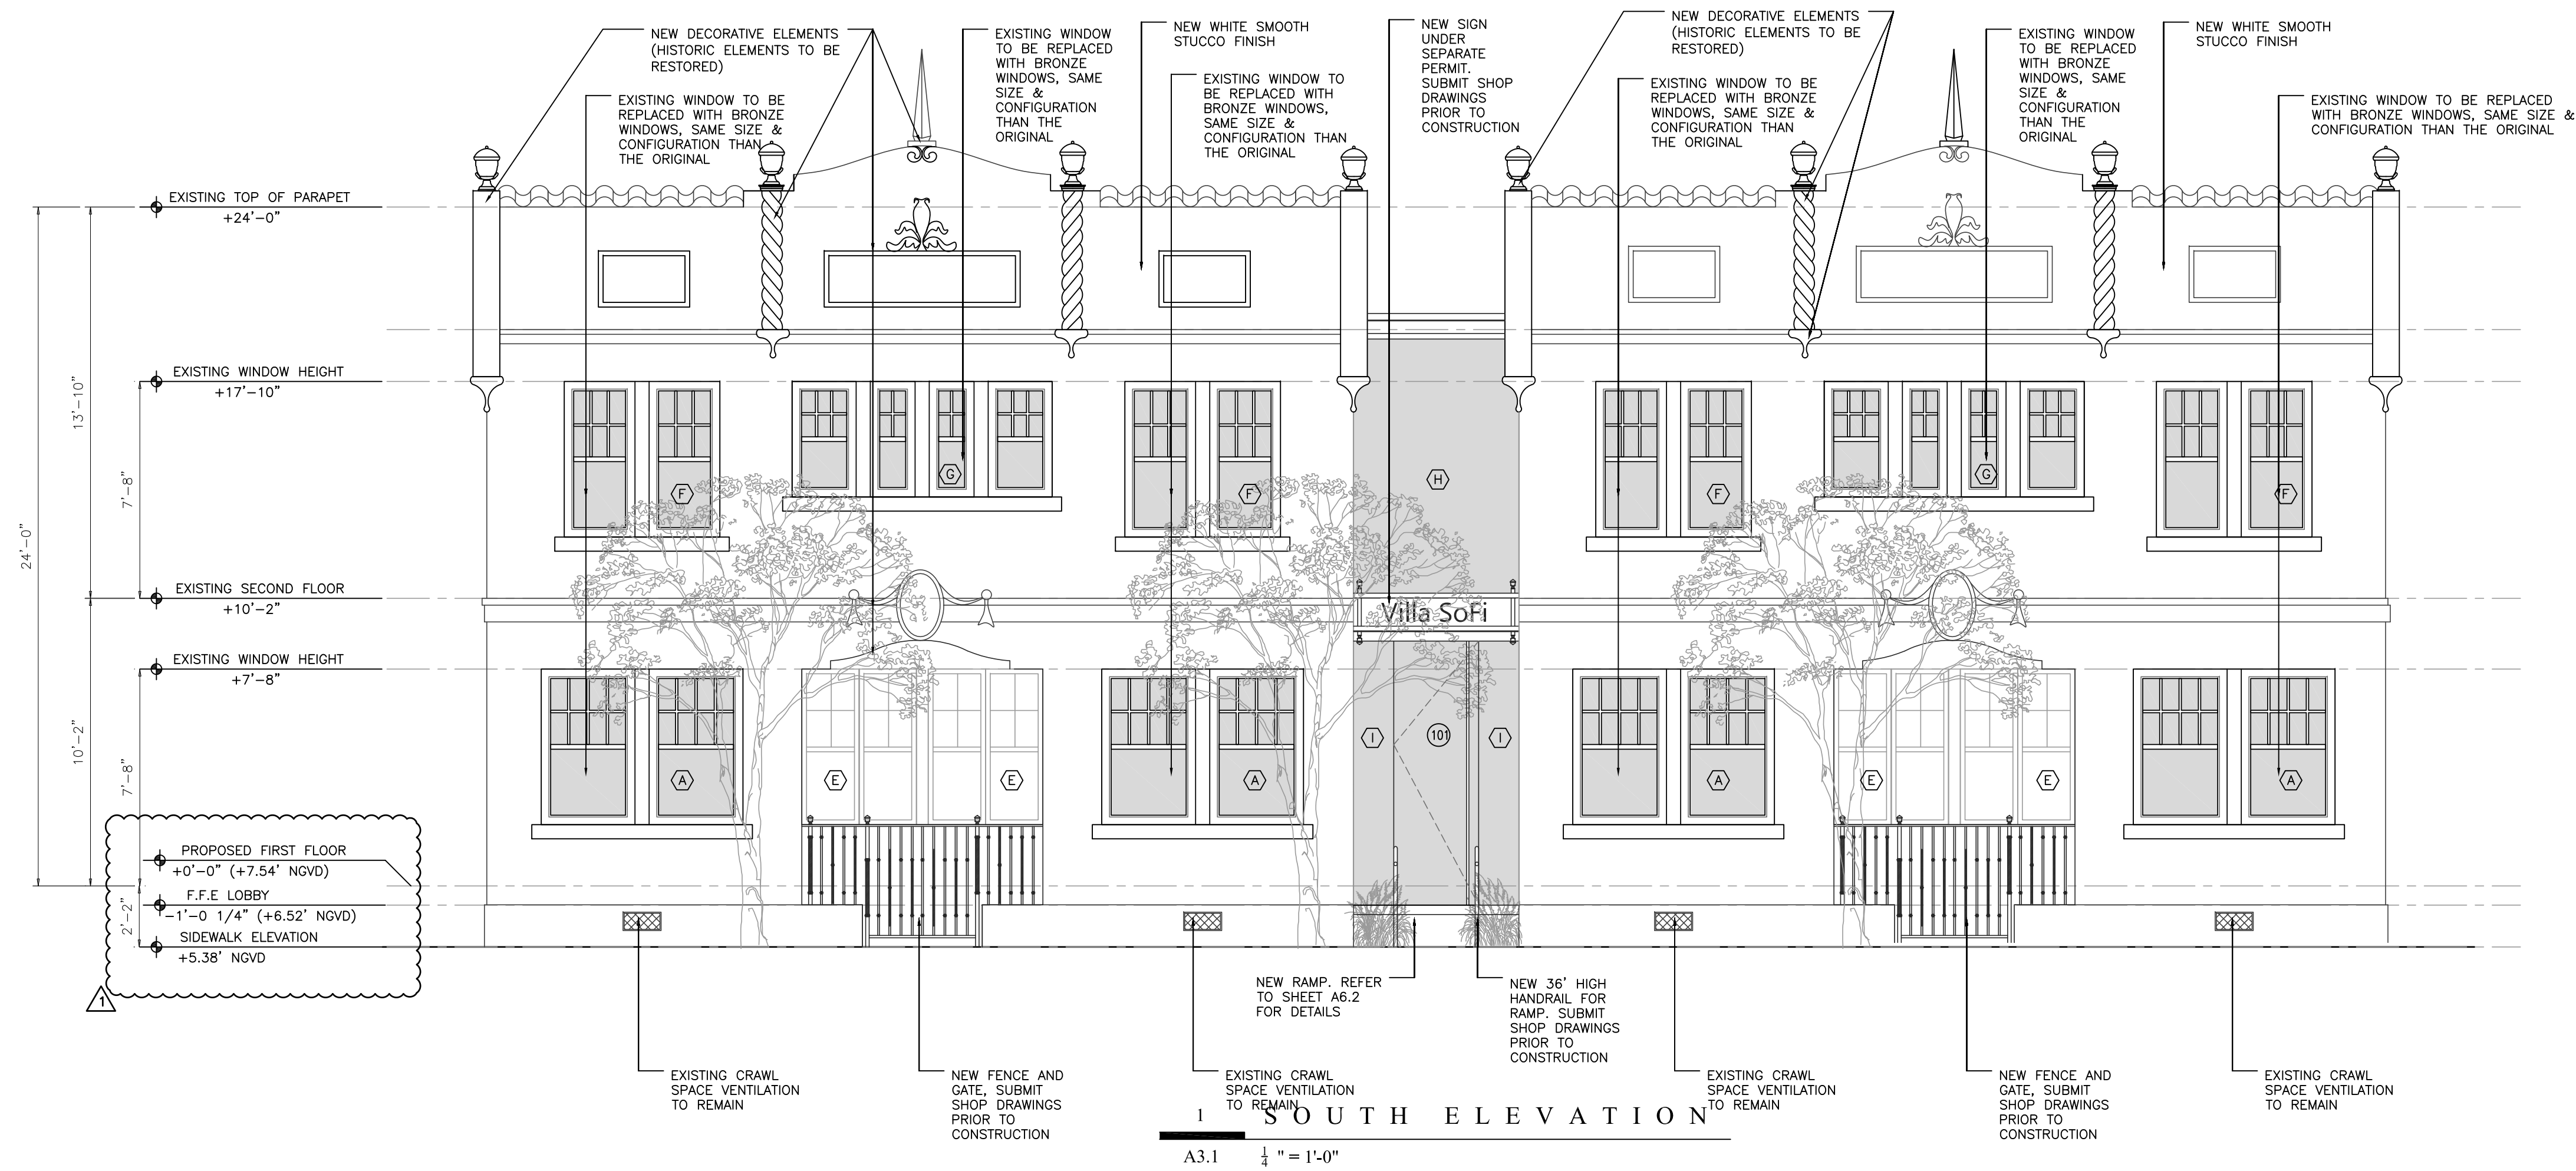 NEW DECORATIVE ELEMENTS
(HISTORIC ELEMENTS TO BE
RESTORED)
EXISTING WINDOW TO BE
REPLACED WITH BRONZE
WINDOWS, SAME SIZE &
CONFIGURATION THAN
THE ORIGINAL
EXISTING WINDOW
TO BE REPLACED
WITH BRONZE
WINDOWS, SAME
SIZE &
CONFIGURATION
THAN THE
ORIGINAL
NEW WHITE SMOOTH
STUCCO FINISH
EXISTING WINDOW TO
BE REPLACED WITH
BRONZE WINDOWS,
SAME SIZE &
CONFIGURATION THAN
THE ORIGINAL
NEW SIGN
UNDER
SEPARATE
PERMIT.
SUBMIT SHOP
DRAWINGS
PRIOR TO
CONSTRUCTION
NEW DECORATIVE ELEMENTS
(HISTORIC ELEMENTS TO BE
RESTORED)
EXISTING WINDOW TO BE
REPLACED WITH BRONZE
WINDOWS, SAME SIZE &
CONFIGURATION THAN
THE ORIGINAL
EXISTING WINDOW
TO BE REPLACED
WITH BRONZE
WINDOWS, SAME
SIZE &
CONFIGURATION
THAN THE
ORIGINAL
NEW WHITE SMOOTH
STUCCO FINISH
EXISTING WINDOW TO BE REPLACED
WITH BRONZE WINDOWS, SAME SIZE &
CONFIGURATION THAN THE ORIGINAL
EXISTING TOP OF PARAPET
+24'-0"
EXISTING WINDOW HEIGHT
+17'-10"
EXISTING SECOND FLOOR
+10'-2"
EXISTING WINDOW HEIGHT
+7'-8"
PROPOSED FIRST FLOOR
+0'-0" (+7.54' NGVD)
F.F.E LOBBY
-1'-0 1/4" (+6.52' NGVD)
SIDEWALK ELEVATION
+5.38' NGVD
24'-0"
13'-10"
7'-8"
10'-2"
7'-8"
2'-2"
1
F
G
F
H
F
G
F
Villa SoFi
A
E
E
A
I
101
I
A
E
E
A
NEW RAMP. REFER
TO SHEET A6.2
FOR DETAILS
NEW 36' HIGH
HANDRAIL FOR
RAMP. SUBMIT
SHOP DRAWINGS
PRIOR TO
CONSTRUCTION
EXISTING CRAWL
SPACE VENTILATION
TO REMAIN
NEW FENCE AND
GATE, SUBMIT
SHOP DRAWINGS
PRIOR TO
CONSTRUCTION
EXISTING CRAWL
SPACE VENTILATION
TO REMAIN
EXISTING CRAWL
SPACE VENTILATION
TO REMAIN
NEW FENCE AND
GATE, SUBMIT
SHOP DRAWINGS
PRIOR TO
CONSTRUCTION
EXISTING CRAWL
SPACE VENTILATION
TO REMAIN
1 SOUTH ELEVATION
A3.1 1/4 " = 1'-0"